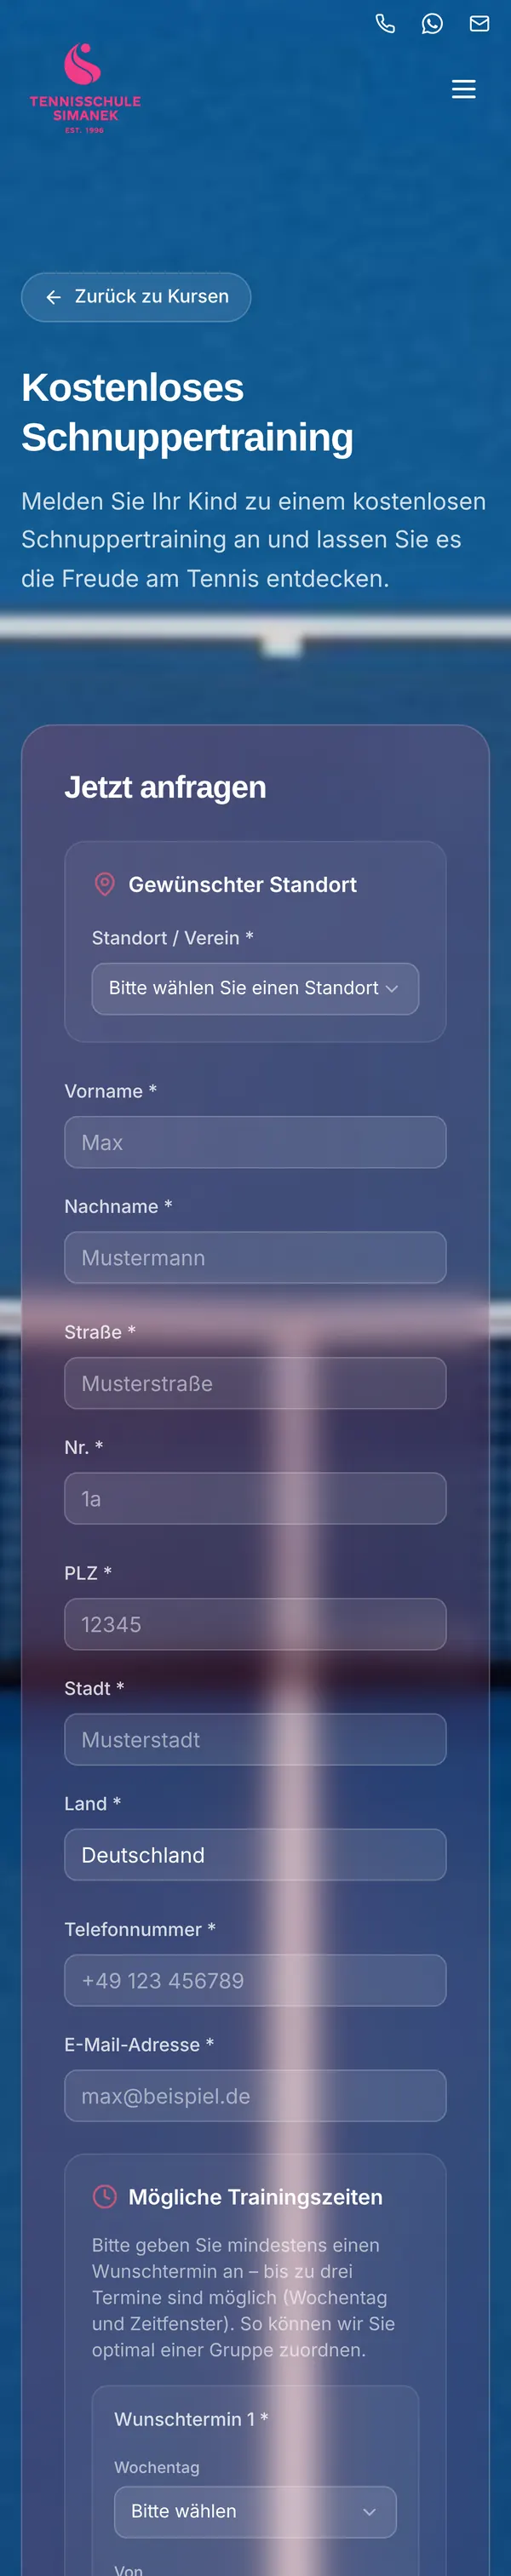 TENNISSCHULE
SIMANEK
EST. 1996
Zurück zu Kursen
Kostenloses
Schnuppertraining
Melden Sie Ihr Kind zu einem kostenlosen
Schnuppertraining an und lassen Sie es
die Freude am Tennis entdecken.
Jetzt anfragen
Gewünschter Standort
Standort / Verein *
Bitte wählen Sie einen Standort
Vorname *
Max
Nachname *
Mustermann
Straße *
Musterstraße
Nr. *
1a
PLZ *
12345
Stadt *
Musterstadt
Land *
Deutschland
Telefonnummer *
+49 123 456789
E-Mail-Adresse *
max@beispiel.de
Mögliche Trainingszeiten
Bitte geben Sie mindestens einen
Wunschtermin an – bis zu drei
Termine sind möglich (Wochentag
und Zeitfenster). So können wir Sie
optimal einer Gruppe zuordnen.
Wunschtermin 1 *
Wochentag
Bitte wählen
Von